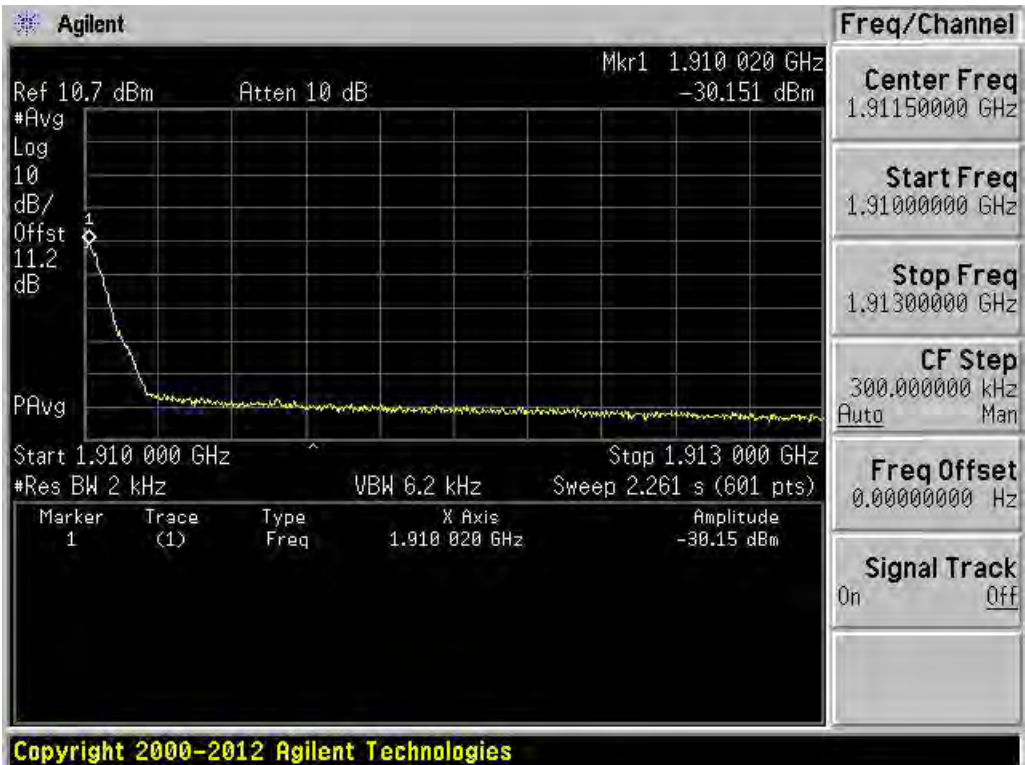 Agilent
Freq/Channel
Mkr1 1.910 020 GHz
Ref 10.7 dBm Atten 10 dB -30.151 dBm
#Avg
Log
10
dB/
Offst
11.2
dB
1
PAvg
Start 1.910 000 GHz ^ Stop 1.913 000 GHz
#Res BW 2 kHz VBW 6.2 kHz Sweep 2.261 s (601 pts)
Marker Trace Type X Axis Amplitude
1 (1) Freq 1.910 020 GHz -30.15 dBm
Center Freq
1.91150000 GHz
Start Freq
1.91000000 GHz
Stop Freq
1.91300000 GHz
CF Step
300.000000 kHz
Auto Man
Freq Offset
0.00000000 Hz
Signal Track
On Off
Copyright 2000-2012 Agilent Technologies